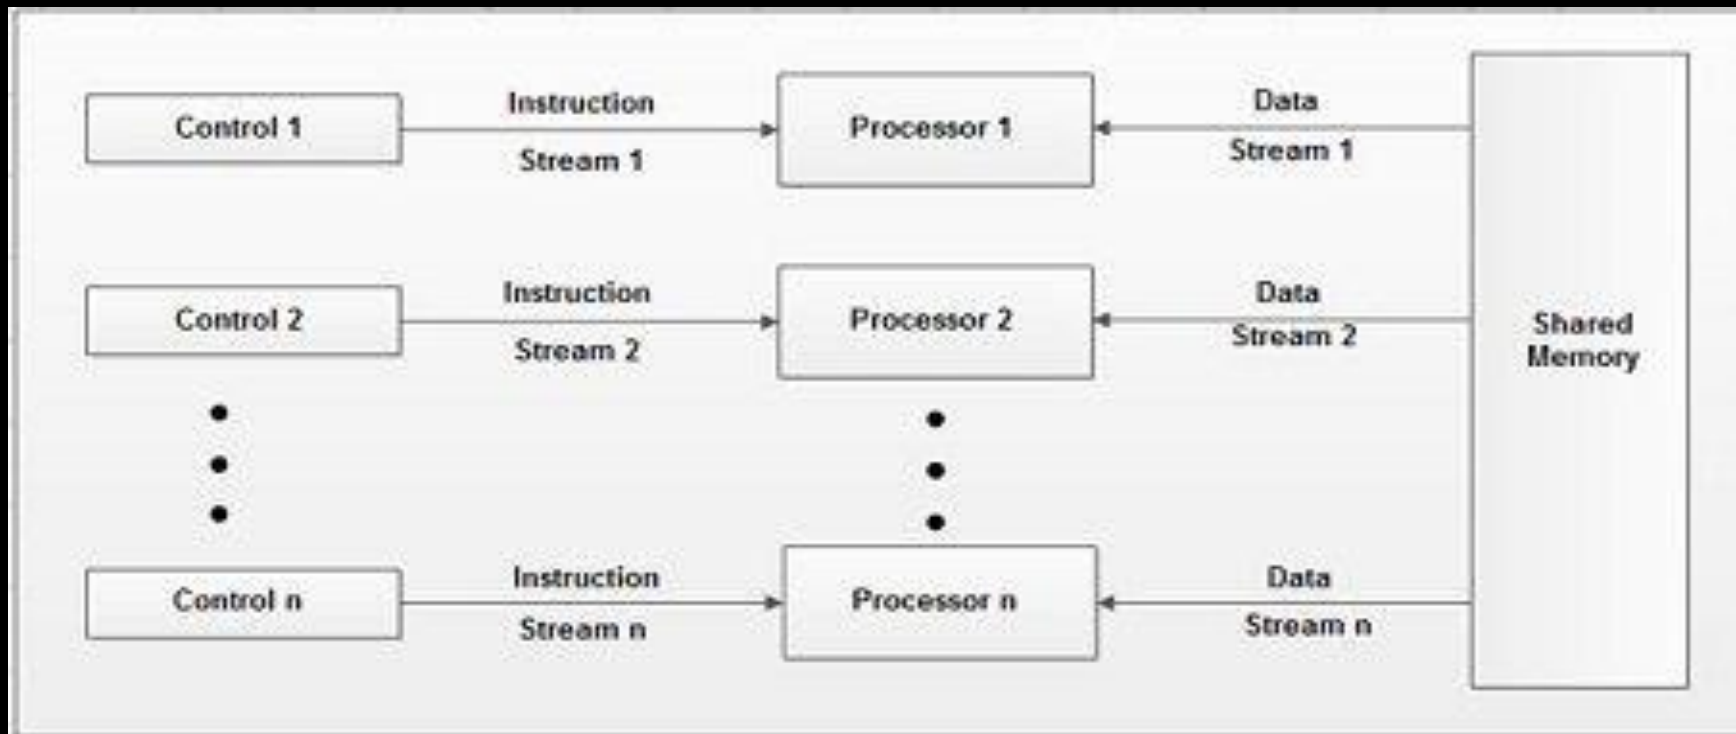 Control 1
Instruction
Stream 1
Processor 1
Data
Stream 1
Control 2
Instruction
Stream 2
Processor 2
Data
Stream 2
Shared
Memory
Control n
Instruction
Stream n
Processor n
Data
Stream n